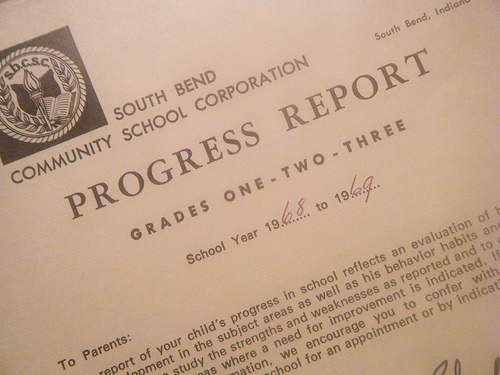 S.B.C.S.C.
South Bend, Indiana
SOUTH BEND
COMMUNITY SCHOOL CORPORATION
PROGRESS REPORT
GRADES ONE - TWO - THREE
School Year 1968 to 1969
To Parents:
report of your child's progress in school reflects an evaluation of
lopment in the subject areas as well as his behavior habits and
study the strengths and weaknesses as reported and to
as where a need for improvement is indicated. If
mation, we encourage you to confer with
school for an appointment or by indicat